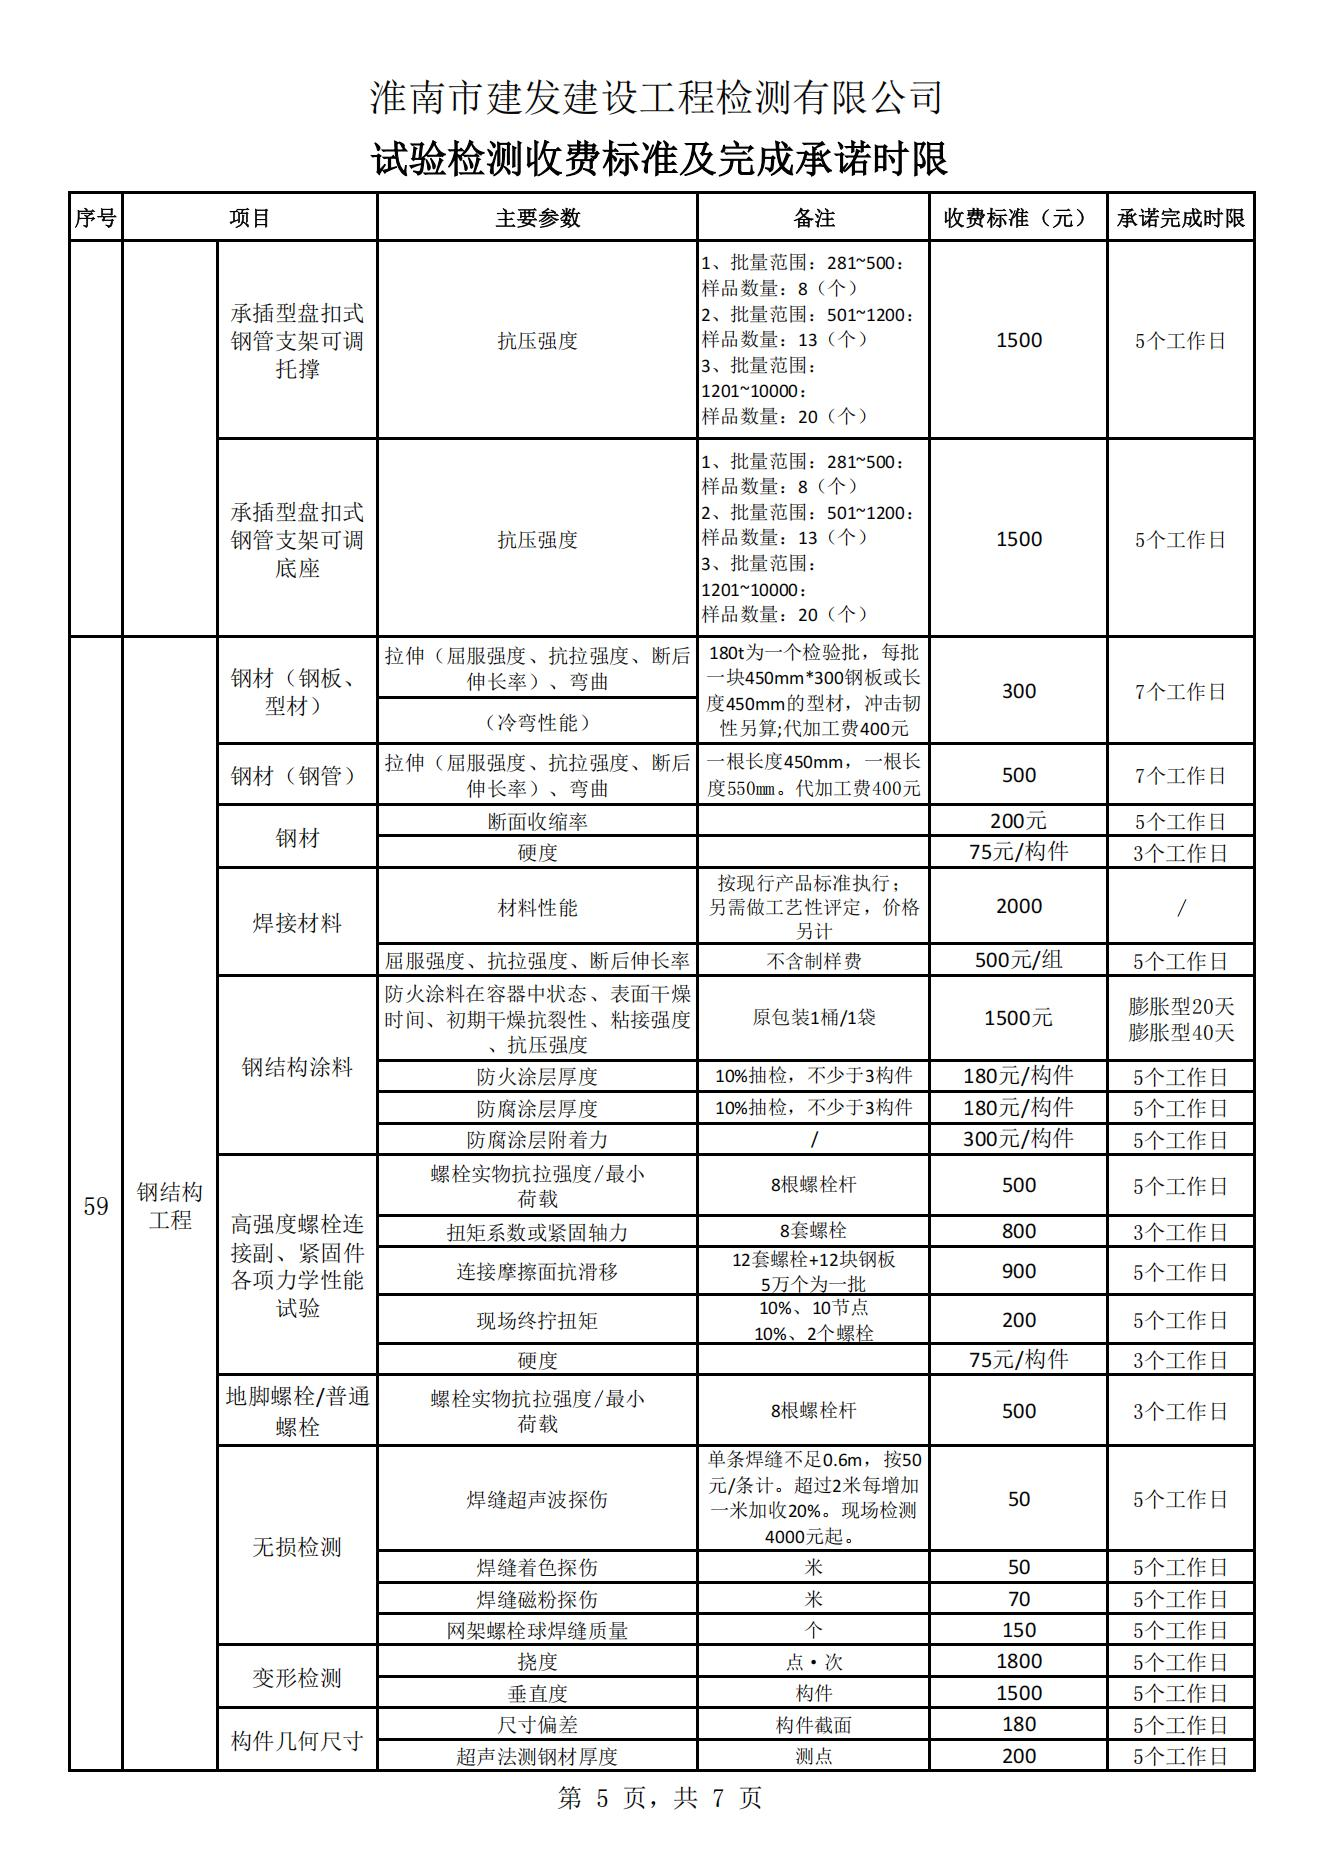 淮南市建发建设工程检测有限公司
试验检测收费标准及完成承诺时限
序号 项目 主要参数 备注 收费标准（元） 承诺完成时限
承插型盘扣式
钢管支架可调
托撑
抗压强度
1、批量范围：281~500：
样品数量：8（个）
2、批量范围：501~1200：
样品数量：13（个）
3、批量范围：
1201~10000：
样品数量：20（个）
1500
5个工作日
承插型盘扣式
钢管支架可调
底座
抗压强度
1、批量范围：281~500：
样品数量：8（个）
2、批量范围：501~1200：
样品数量：13（个）
3、批量范围：
1201~10000：
样品数量：20（个）
1500
5个工作日
59
钢结构
工程
钢材（钢板、
型材）
拉伸（屈服强度、抗拉强度、断后
伸长率）、弯曲
（冷弯性能）
180t为一个检验批，每批
一块450mm*300钢板或长
度450mm的型材，冲击韧
性另算;代加工费400元
300
7个工作日
钢材（钢管）
拉伸（屈服强度、抗拉强度、断后
伸长率）、弯曲
一根长度450mm，一根长
度550mm。代加工费400元
500
7个工作日
钢材
断面收缩率 200元 5个工作日
硬度 75元/构件 3个工作日
焊接材料
材料性能
按现行产品标准执行；
另需做工艺性评定，价格
另计
2000
/
屈服强度、抗拉强度、断后伸长率 不含制样费 500元/组 5个工作日
钢结构涂料
防火涂料在容器中状态、表面干燥
时间、初期干燥抗裂性、粘接强度
、抗压强度
原包装1桶/1袋
1500元
膨胀型20天
膨胀型40天
防火涂层厚度 10%抽检，不少于3构件 180元/构件 5个工作日
防腐涂层厚度 10%抽检，不少于3构件 180元/构件 5个工作日
防腐涂层附着力 / 300元/构件 5个工作日
高强度螺栓连
接副、紧固件
各项力学性能
试验
螺栓实物抗拉强度/最小
荷载
8根螺栓杆
500
5个工作日
扭矩系数或紧固轴力 8套螺栓 800 3个工作日
连接摩擦面抗滑移
12套螺栓+12块钢板
5万个为一批
900
5个工作日
现场终拧扭矩
10%、10节点
10%、2个螺栓
200
5个工作日
硬度 75元/构件 3个工作日
地脚螺栓/普通
螺栓
螺栓实物抗拉强度/最小
荷载
8根螺栓杆
500
3个工作日
无损检测
焊缝超声波探伤
单条焊缝不足0.6m，按50
元/条计。超过2米每增加
一米加收20%。现场检测
4000元起。
50
5个工作日
焊缝着色探伤 米 50 5个工作日
焊缝磁粉探伤 米 70 5个工作日
网架螺栓球焊缝质量 个 150 5个工作日
变形检测
挠度 点·次 1800 5个工作日
垂直度 构件 1500 5个工作日
构件几何尺寸
尺寸偏差 构件截面 180 5个工作日
超声法测钢材厚度 测点 200 5个工作日
第 5 页，共 7 页